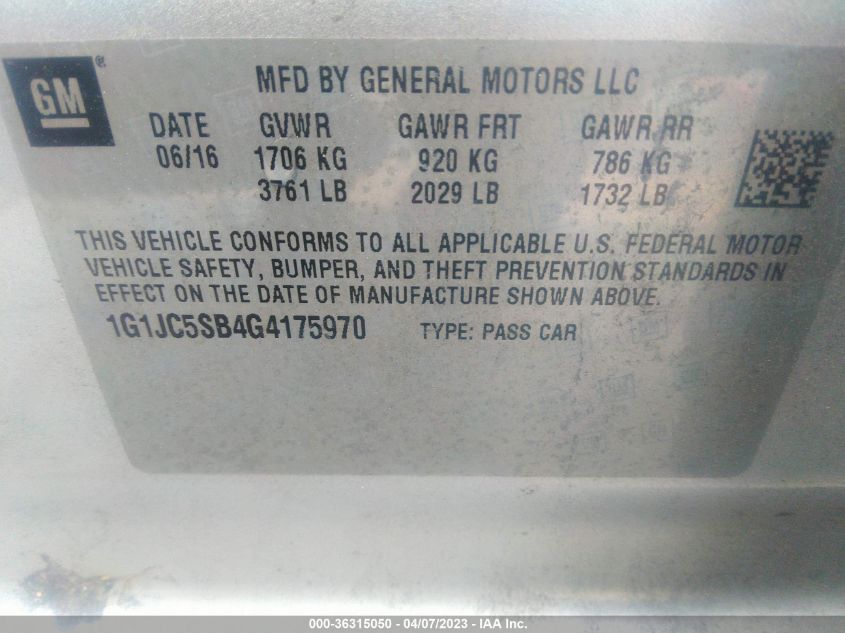 GM®
MFD BY GENERAL MOTORS LLC
DATE GVWR GAWR FRT GAWR RR
06/16 1706 KG 920 KG 786 KG
3761 LB 2029 LB 1732 LB
THIS VEHICLE CONFORMS TO ALL APPLICABLE U.S. FEDERAL MOTOR
VEHICLE SAFETY, BUMPER, AND THEFT PREVENTION STANDARDS IN
EFFECT ON THE DATE OF MANUFACTURE SHOWN ABOVE.
1G1JC5SB4G4175970 TYPE: PASS CAR
000-36315050 - 04/07/2023 - IAA Inc.